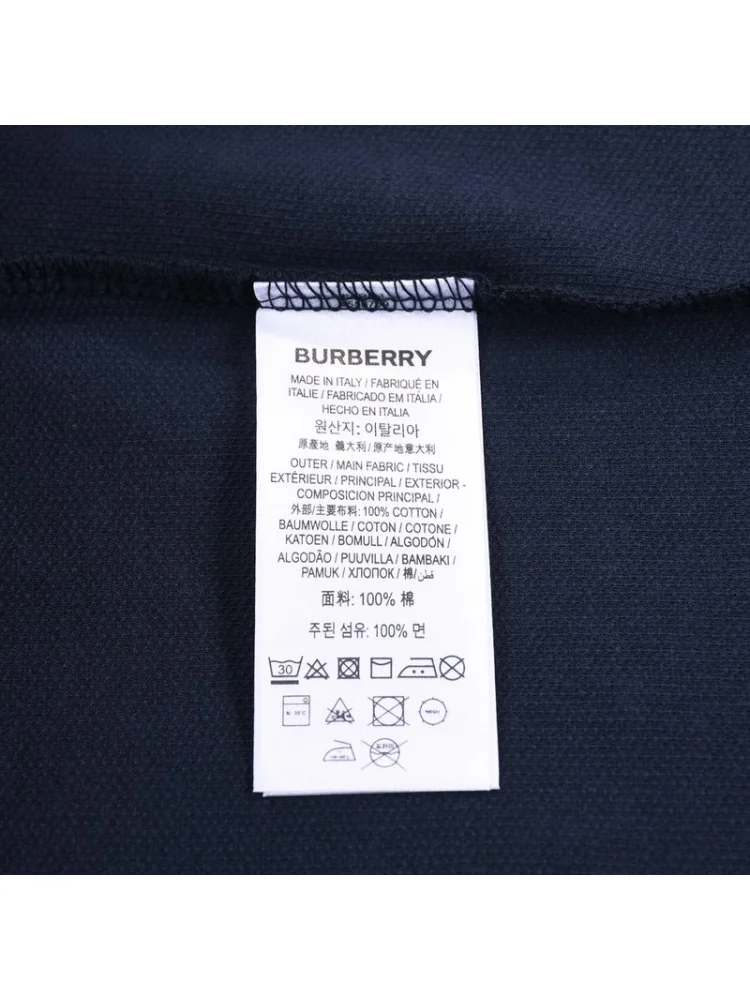 BURBERRY
MADE IN ITALY / FABRIQUÉ EN
ITALIE / FABRICADO EM ITÁLIA /
HECHO EN ITALIA
원산지: 이탈리아
原產地 義大利/原产地意大利
OUTER / MAIN FABRIC / TISSU
EXTÉRIEUR / PRINCIPAL / EXTERIOR -
COMPOSICION PRINCIPAL /
外部/主要布料: 100% COTTON /
BAUMWOLLE / COTON / COTONE /
KATOEN / BOMULL / ALGODÓN /
ALGODÃO / PUUVILLA / BAMBAKI /
PAMUK / ХЛОПОК / 棉/ قطن
面料: 100% 棉
주된 섬유: 100% 면
30